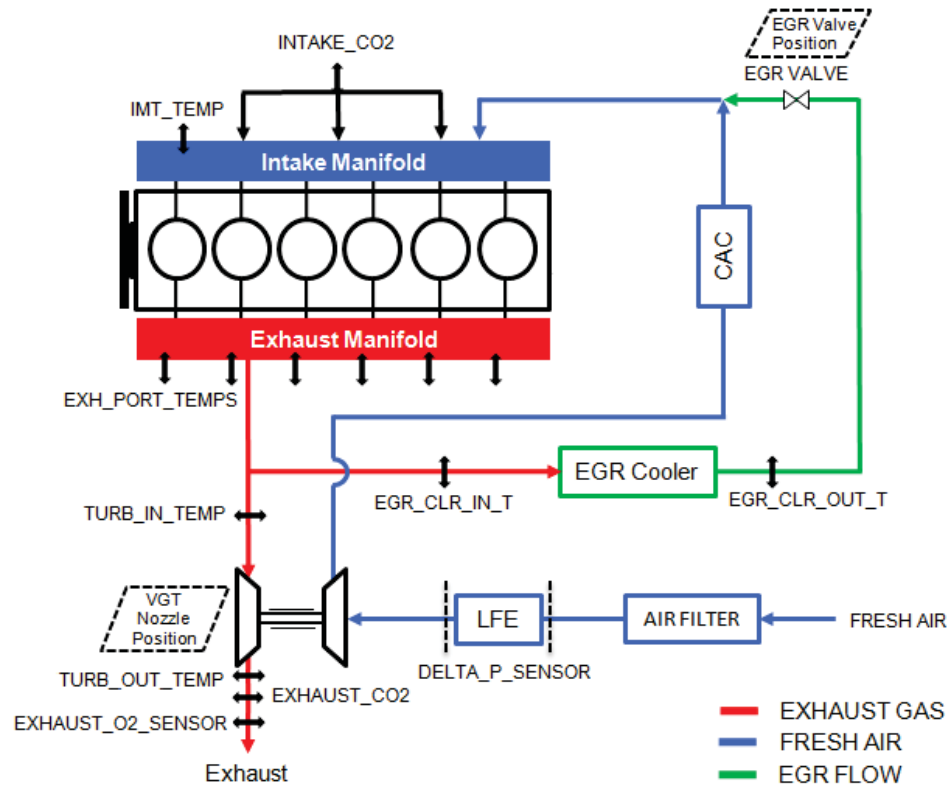 EGR Valve
Position
INTAKE_CO2
EGR VALVE
IMT_TEMP
Intake Manifold
CAC
Exhaust Manifold
EXH_PORT_TEMPS
EGR Cooler
EGR_CLR_IN_T
EGR_CLR_OUT_T
TURB_IN_TEMP
VGT
Nozzle
Position
LFE
AIR FILTER
FRESH AIR
DELTA_P_SENSOR
TURB_OUT_TEMP
EXHAUST_CO2
EXHAUST_O2_SENSOR
Exhaust
EXHAUST GAS
FRESH AIR
EGR FLOW